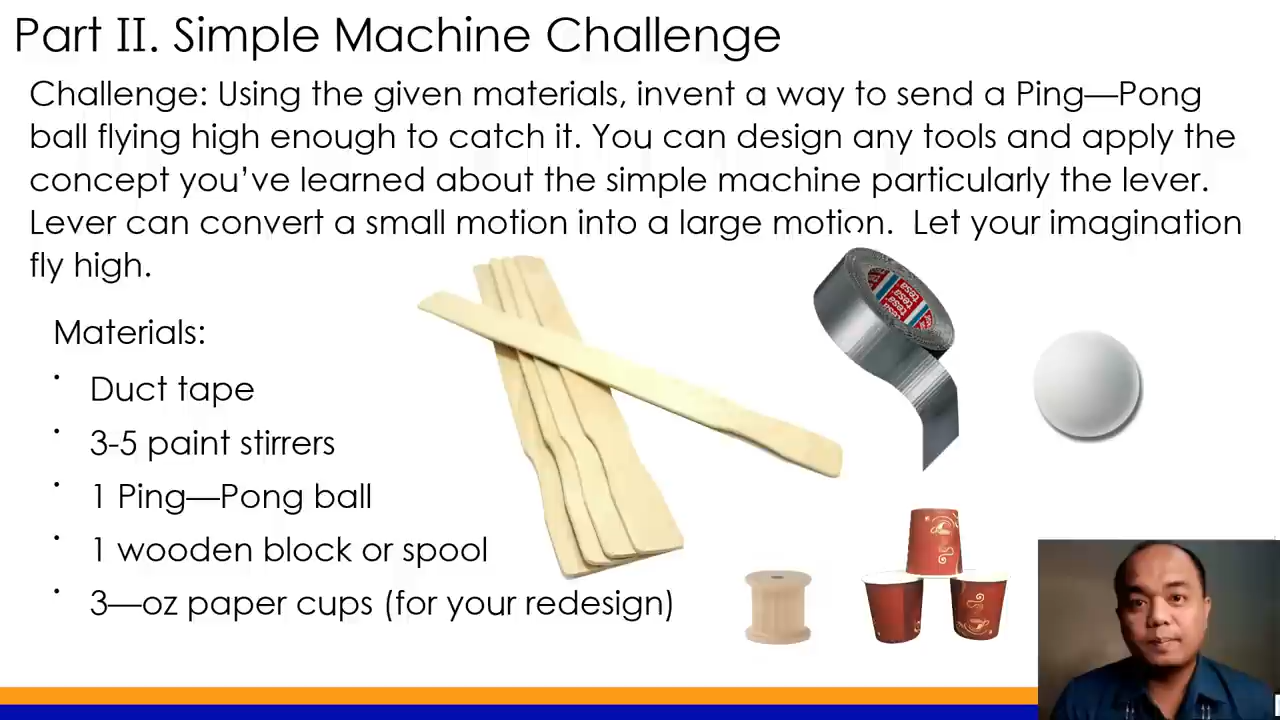 Part II. Simple Machine Challenge
Challenge: Using the given materials, invent a way to send a Ping—Pong
ball flying high enough to catch it. You can design any tools and apply the
concept you’ve learned about the simple machine particularly the lever.
Lever can convert a small motion into a large motion.  Let your imagination
fly high.
Materials:
• Duct tape
• 3-5 paint stirrers
• 1 Ping—Pong ball
• 1 wooden block or spool
• 3—oz paper cups (for your redesign)
tesa
tesa
tesa